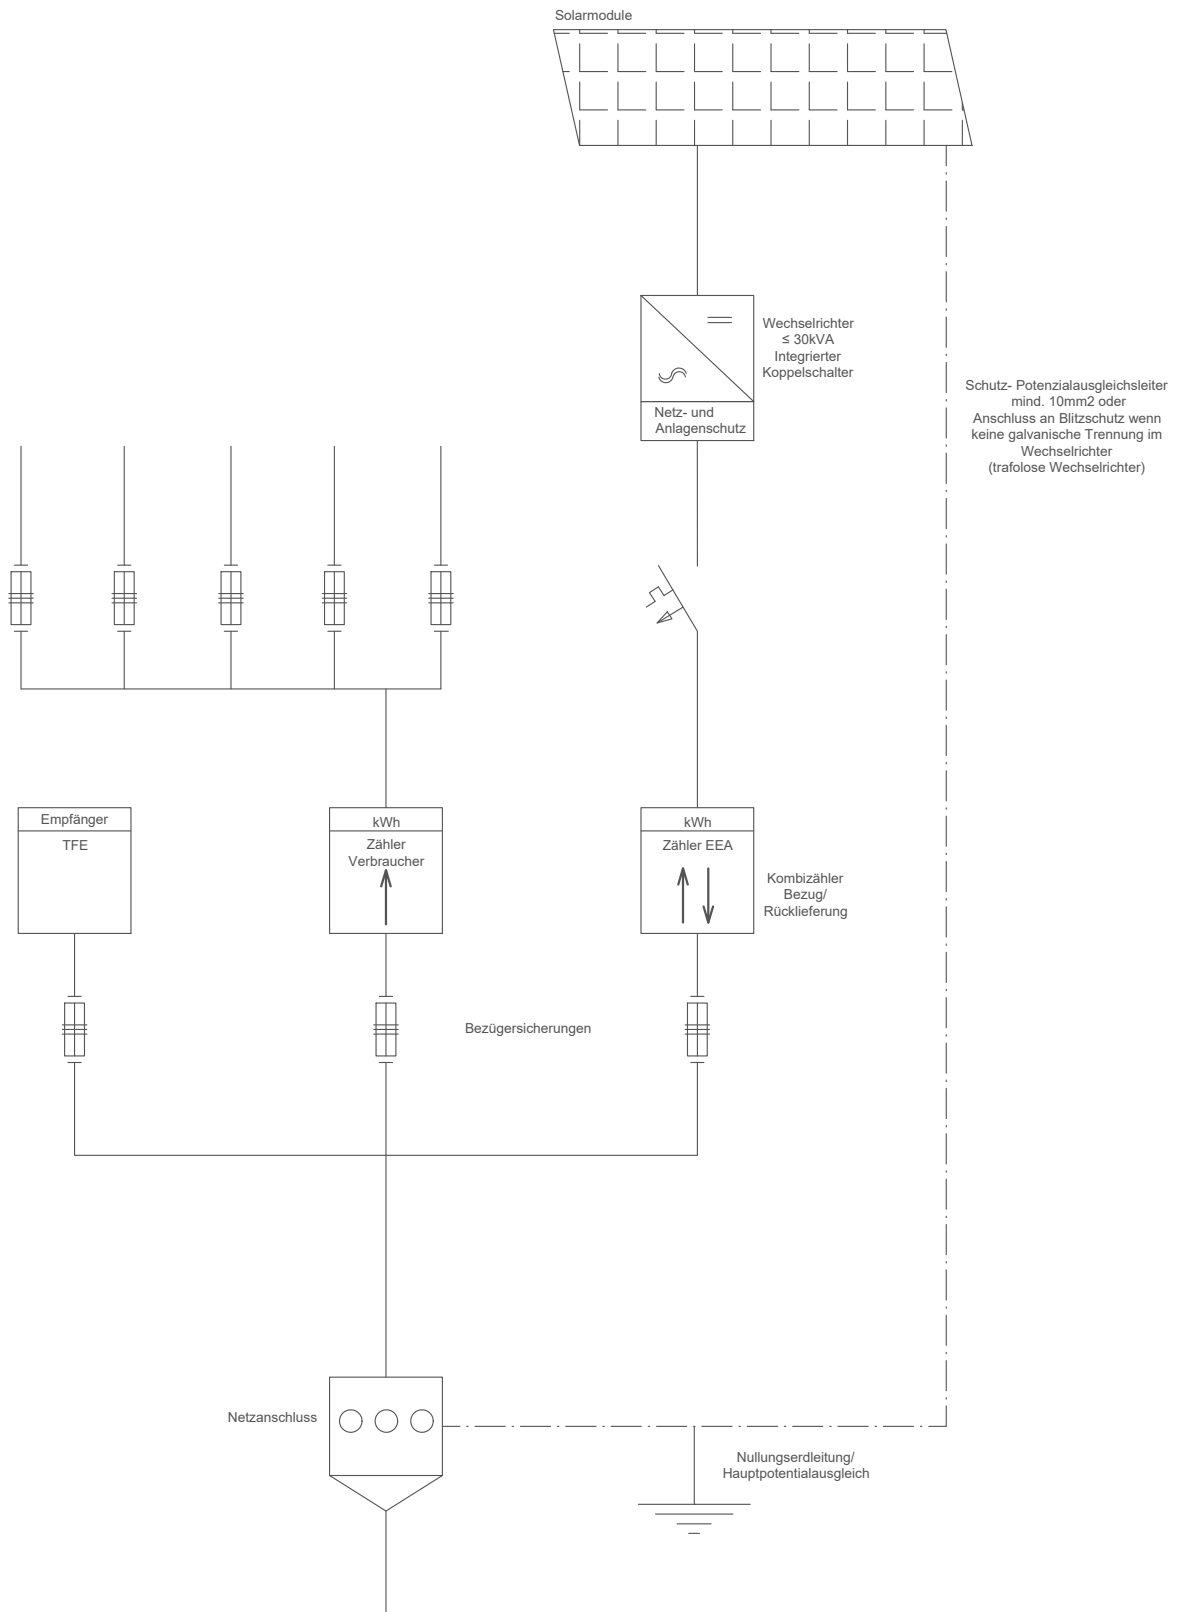 Solarmodule
Wechselrichter
≤ 30kVA
Integrierter
Koppelschalter
Netz- und
Anlagenschutz
Schutz- Potenzialausgleichsleiter
mind. 10mm2 oder
Anschluss an Blitzschutz wenn
keine galvanische Trennung im
Wechselrichter
(trafolose Wechselrichter)
Empfänger
TFE
kWh
Zähler
Verbraucher
kWh
Zähler EEA
Kombizähler
Bezug/
Rücklieferung
Bezügersicherungen
Netzanschluss
Nullungserdleitung/
Hauptpotentialausgleich